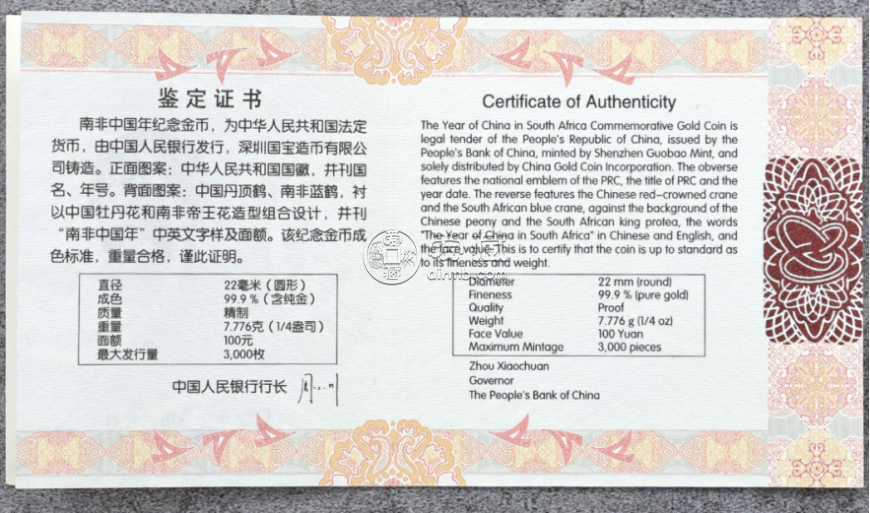 鉴定证书
南非中国年纪念金币，为中华人民共和国法定
货币，由中国人民银行发行，深圳国宝造币有限公
司铸造。正面图案：中华人民共和国国徽，并刊国
名、年号。背面图案：中国丹顶鹤、南非蓝鹤，衬
以中国牡丹花和南非帝王花造型组合设计，并刊
“南非中国年”中英文字样及面额。该纪念金币成
色标准，重量合格，谨此证明。
直径 22毫米（圆形）
成色 99.9％（含纯金）
质量 精制
重量 7.776克（1/4盎司）
面额 100元
最大发行量 3,000枚
中国人民银行行长
Certificate of Authenticity
The Year of China in South Africa Commemorative Gold Coin is
legal tender of the People's Republic of China, issued by the
People's Bank of China, minted by Shenzhen Guobao Mint, and
solely distributed by China Gold Coin Incorporation. The obverse
features the national emblem of the PRC, the title of PRC and the
year date. The reverse features the Chinese red-crowned crane
and the South African blue crane, against the background of the
Chinese peony and the South African king protea, the words
"The Year of China in South Africa" in Chinese and English, and
the face value. This is to certify that the coin is up to standard as
to its fineness and weight.
Diameter 22 mm (round)
Fineness 99.9 % (pure gold)
Quality Proof
Weight 7.776 g (1/4 oz)
Face Value 100 Yuan
Maximum Mintage 3,000 pieces
Zhou Xiaochuan
Governor
The People's Bank of China